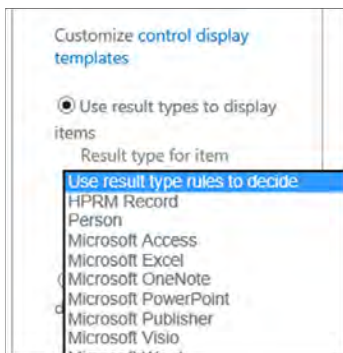 Customize control display
templates
Use result types to display
items
Result type for item
Use result type rules to decide
HPRM Record
Person
Microsoft Access
Microsoft Excel
Microsoft OneNote
Microsoft PowerPoint
Microsoft Publisher
Microsoft Visio